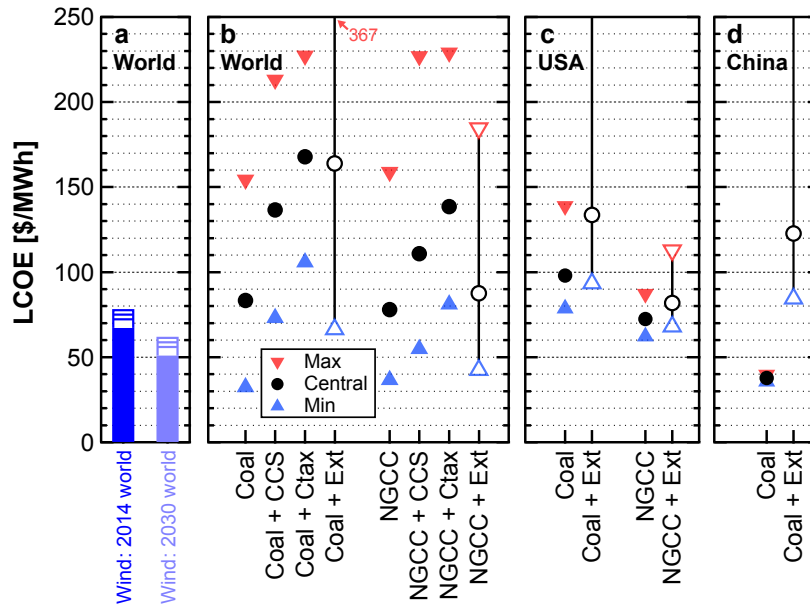 LCOE [$/MWh]
250
200
150
100
50
0
a
World
b
World
367
c
USA
d
China
Max
Central
Min
Wind: 2014 world
Wind: 2030 world
Coal
Coal + CCS
Coal + Ctax
Coal + Ext
NGCC
NGCC + CCS
NGCC + Ctax
NGCC + Ext
Coal
Coal + Ext
NGCC
NGCC + Ext
Coal
Coal + Ext